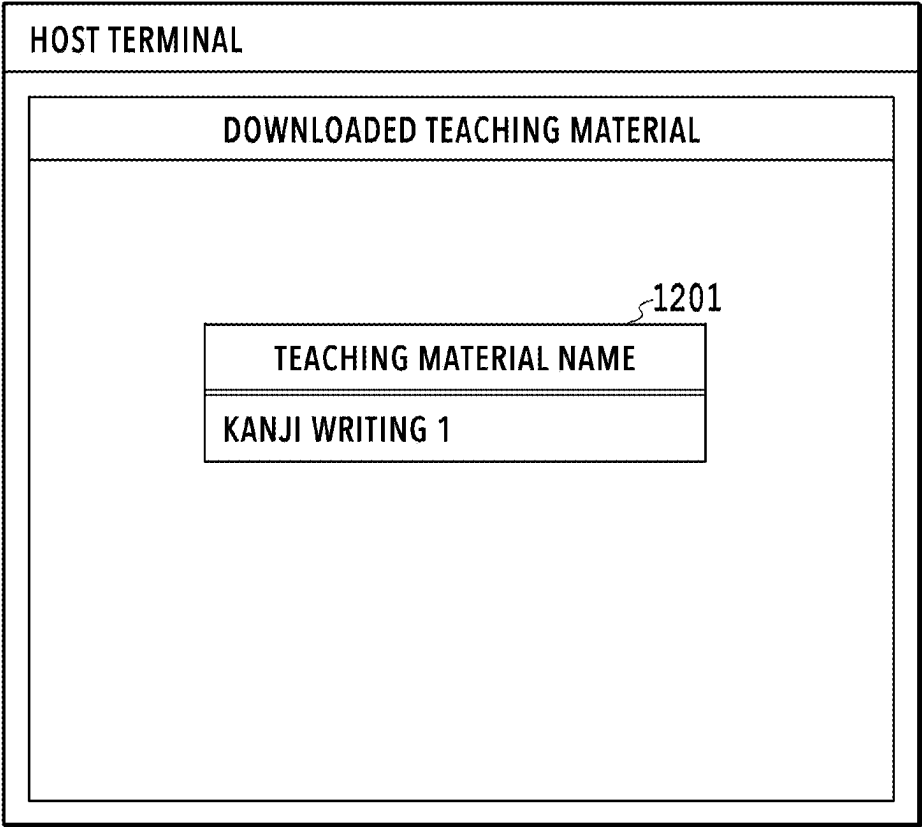 HOST TERMINAL
DOWNLOADED TEACHING MATERIAL
1201
TEACHING MATERIAL NAME
KANJI WRITING 1